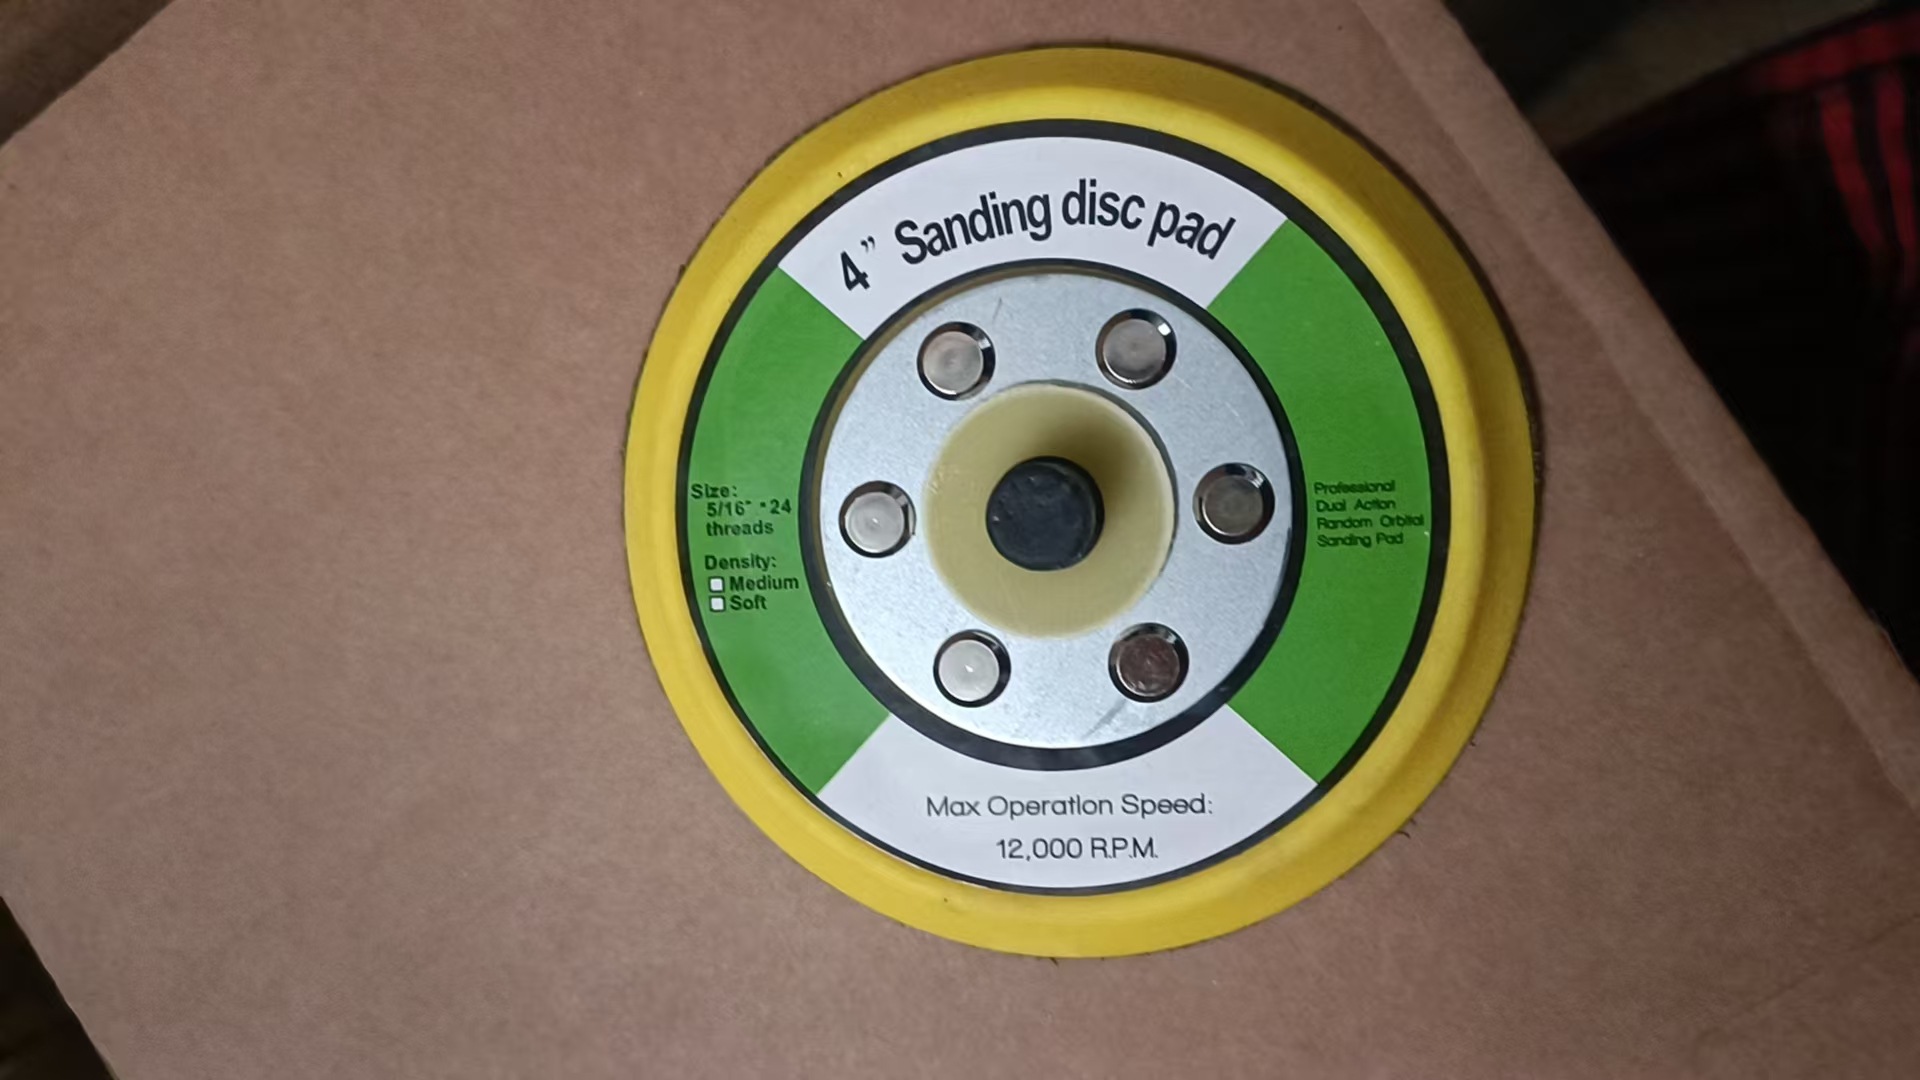 4” Sanding disc pad
Size:
5/16" * 24
threads
Density:
Medium
Soft
Professional
Dual Action
Random Orbital
Sanding Pad
Max Operation Speed:
12,000 R.P.M.